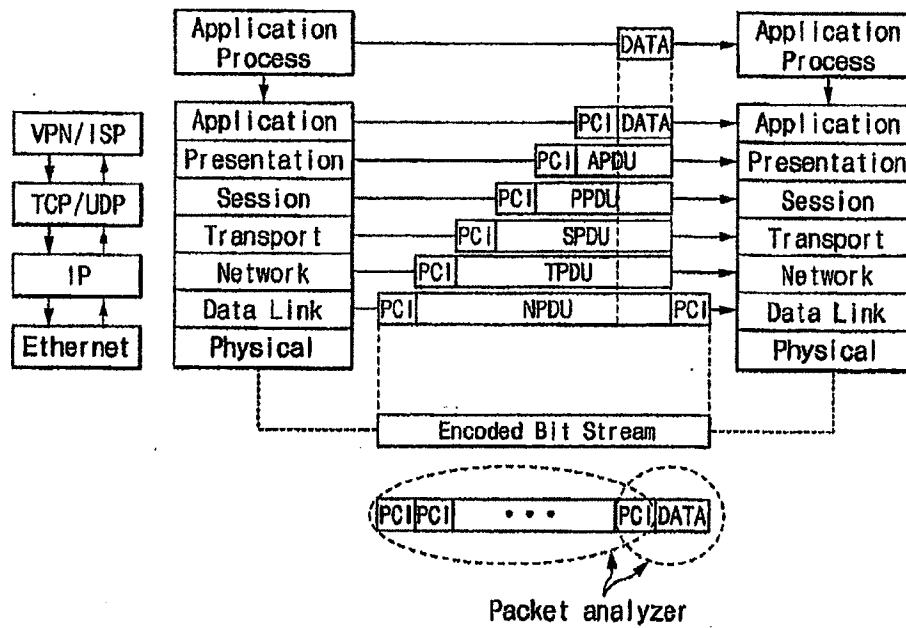 Application
Process
DATA
Application
Process
VPN/ISP
TCP/UDP
IP
Ethernet
Application
Presentation
Session
Transport
Network
Data Link
Physical
PCI DATA
PCI APDU
PCI PPDU
PCI SPDU
PCI TPDU
PCI NPDU PCI
Application
Presentation
Session
Transport
Network
Data Link
Physical
Encoded Bit Stream
PCI PCI • • • PCI DATA
Packet analyzer